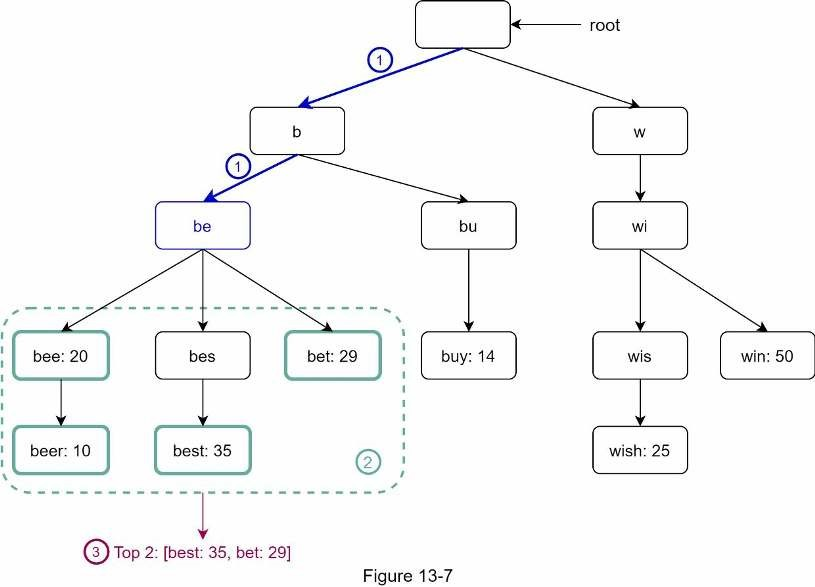 root
1
b
w
1
be
bu
wi
bee: 20
bes
bet: 29
buy: 14
wis
win: 50
beer: 10
best: 35
2
wish: 25
3 Top 2: [best: 35, bet: 29]
Figure 13-7